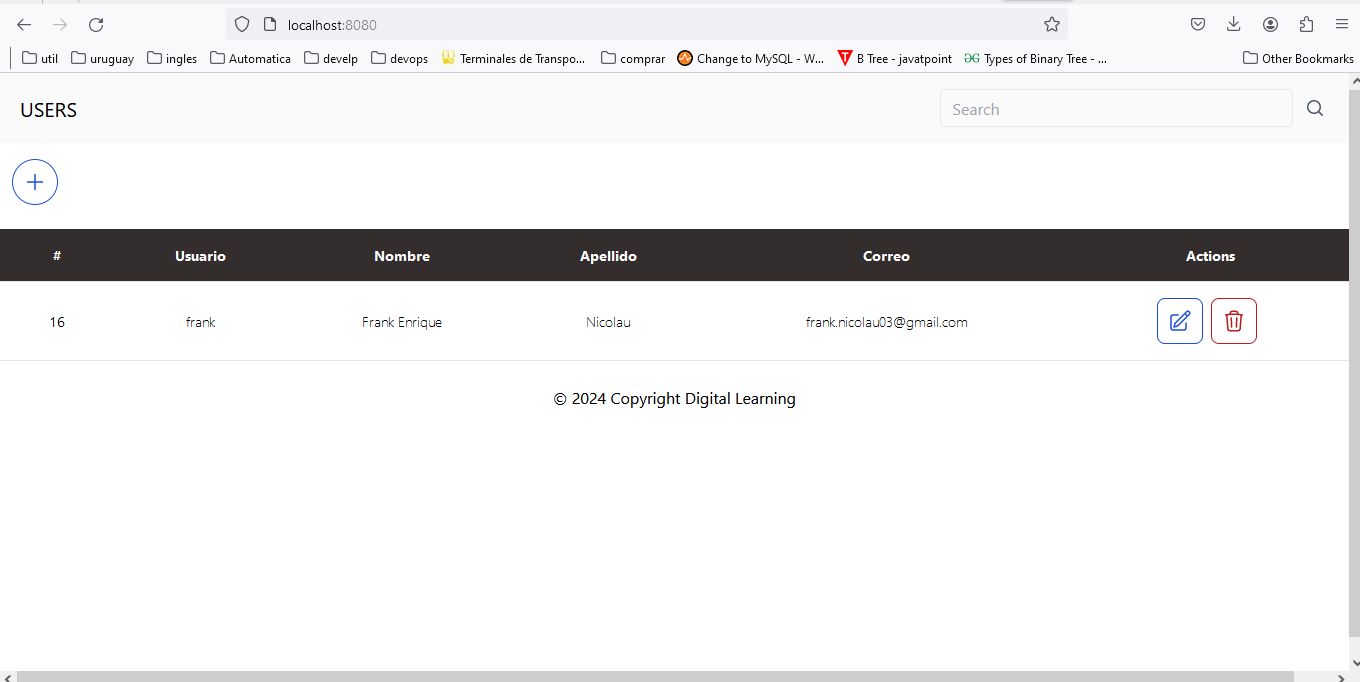 localhost:8080
util uruguay ingles Automatica develp devops Terminales de Transpo... comprar Change to MySQL - W... B Tree - javatpoint Types of Binary Tree - ... Other Bookmarks
USERS Search
# Usuario Nombre Apellido Correo Actions
16 frank Frank Enrique Nicolau frank.nicolau03@gmail.com
© 2024 Copyright Digital Learning